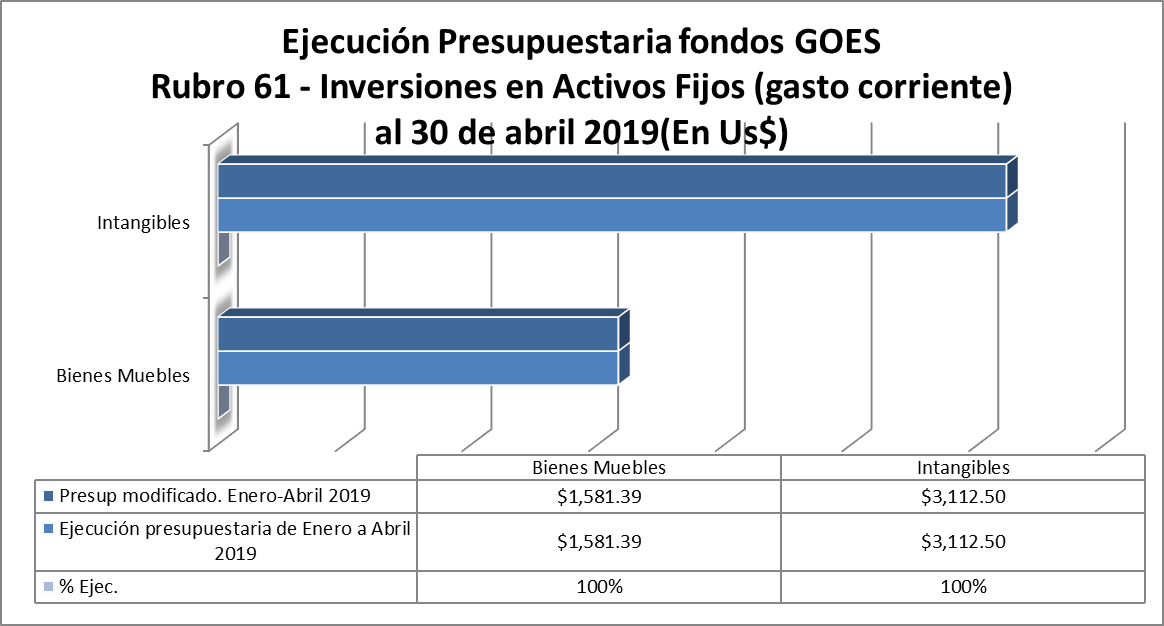 Ejecución Presupuestaria fondos GOES
Rubro 61 - Inversiones en Activos Fijos (gasto corriente)
al 30 de abril 2019(En Us$)
Intangibles
Bienes Muebles
Bienes Muebles Intangibles
Presup modificado. Enero-Abril 2019 $1,581.39 $3,112.50
Ejecución presupuestaria de Enero a Abril
2019 $1,581.39 $3,112.50
% Ejec. 100% 100%